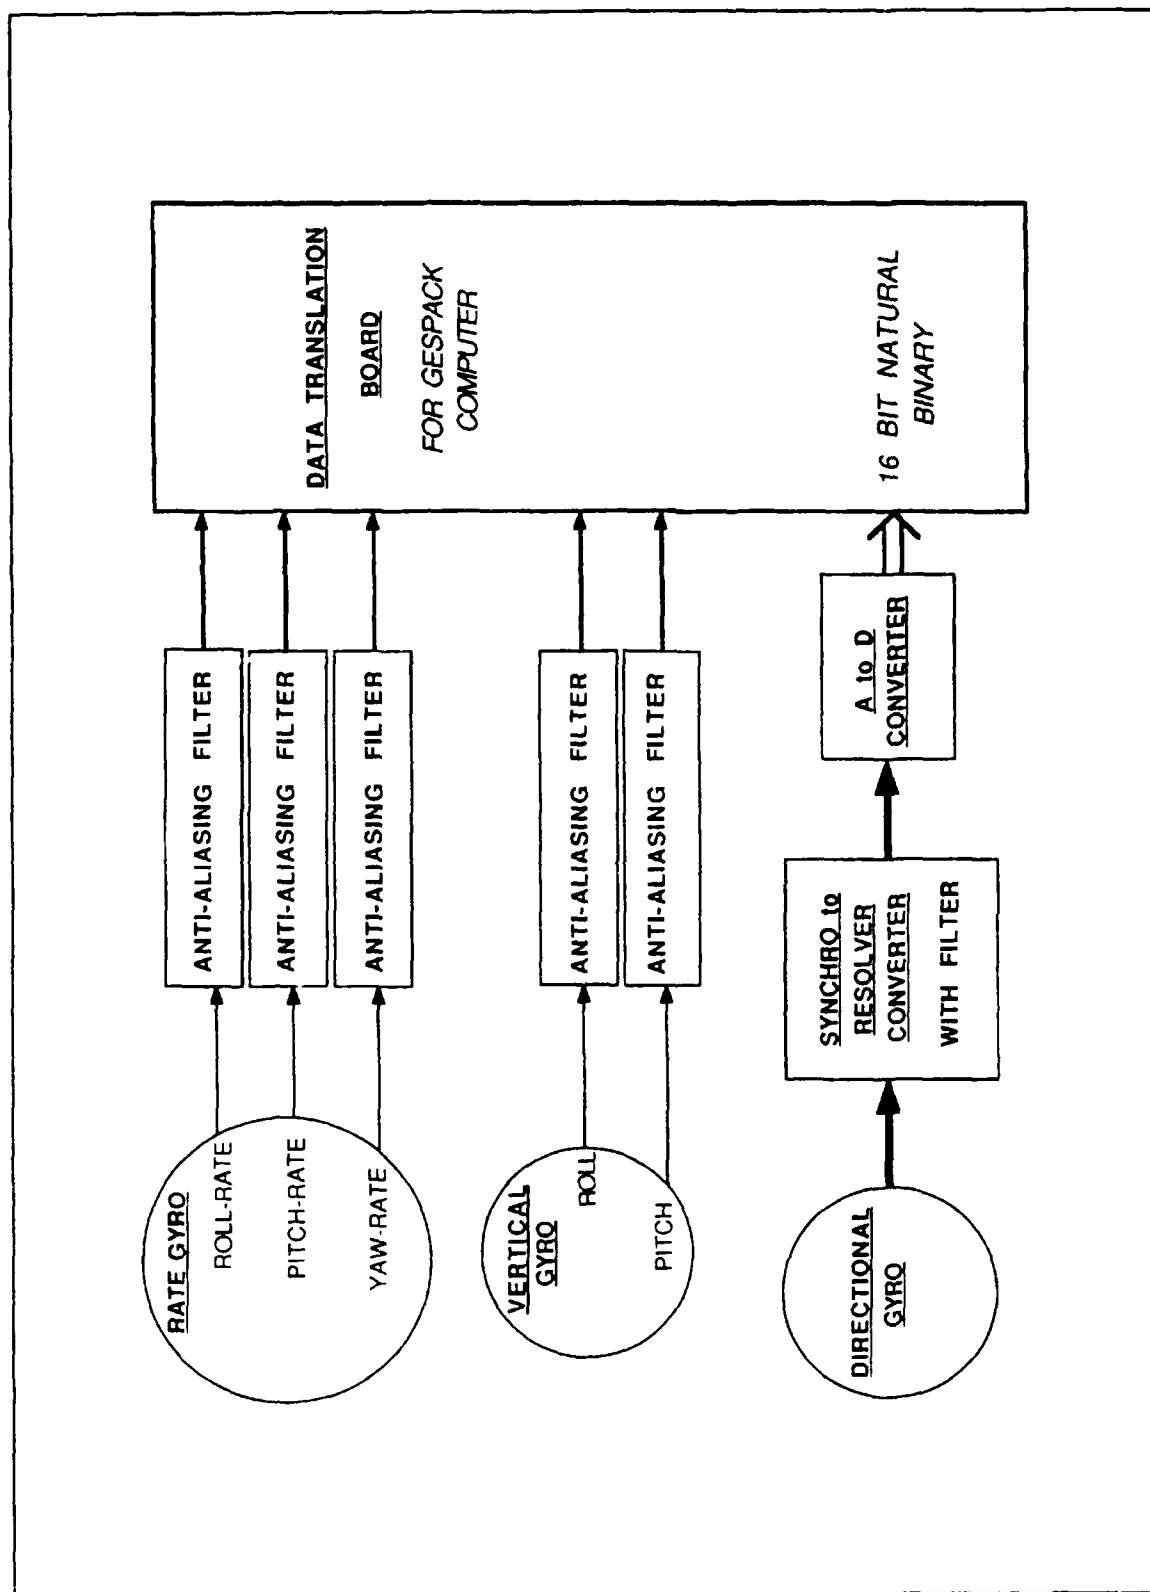 RATE GYRO
ROLL-RATE
PITCH-RATE
YAW-RATE
ANTI-ALIASING FILTER
ANTI-ALIASING FILTER
ANTI-ALIASING FILTER
VERTICAL
GYRO
ROLL
PITCH
ANTI-ALIASING FILTER
ANTI-ALIASING FILTER
DIRECTIONAL
GYRO
SYNCHRO to
RESOLVER
CONVERTER
WITH FILTER
A to D
CONVERTER
DATA TRANSLATION
BOARD
FOR GESPACK
COMPUTER
16 BIT NATURAL
BINARY